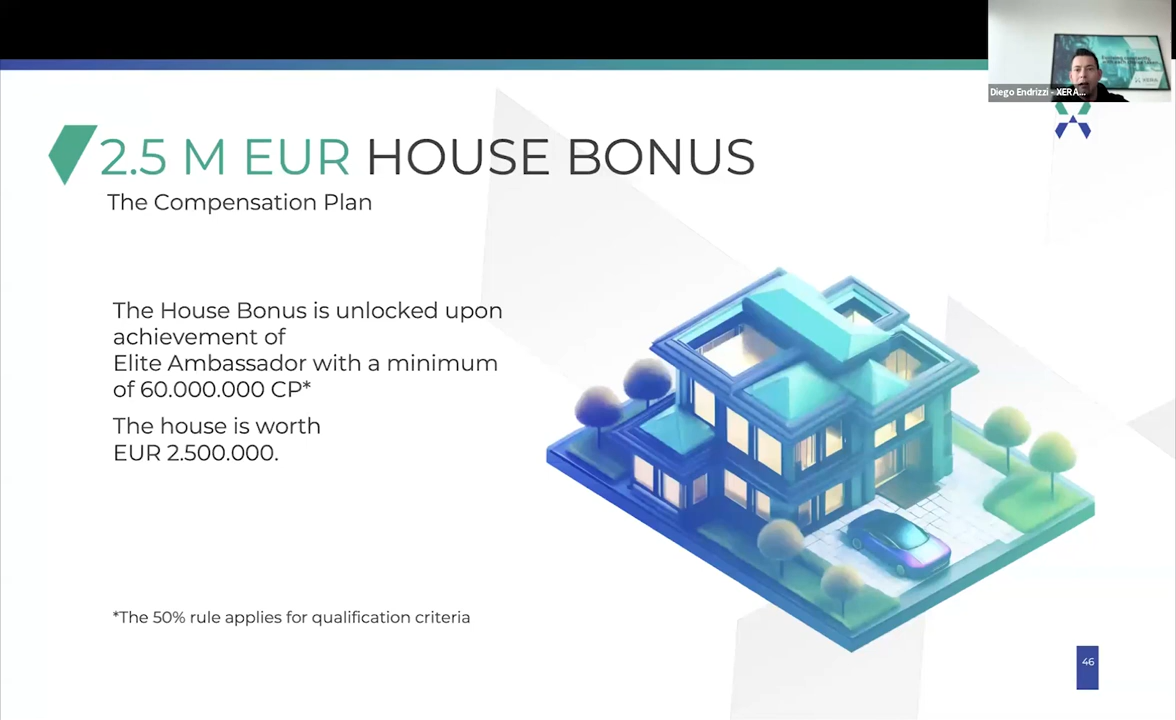 Diego Endrizzi - XERA...
2.5 M EUR HOUSE BONUS
The Compensation Plan
The House Bonus is unlocked upon
achievement of
Elite Ambassador with a minimum
of 60.000.000 CP*
The house is worth
EUR 2.500.000.
*The 50% rule applies for qualification criteria
46